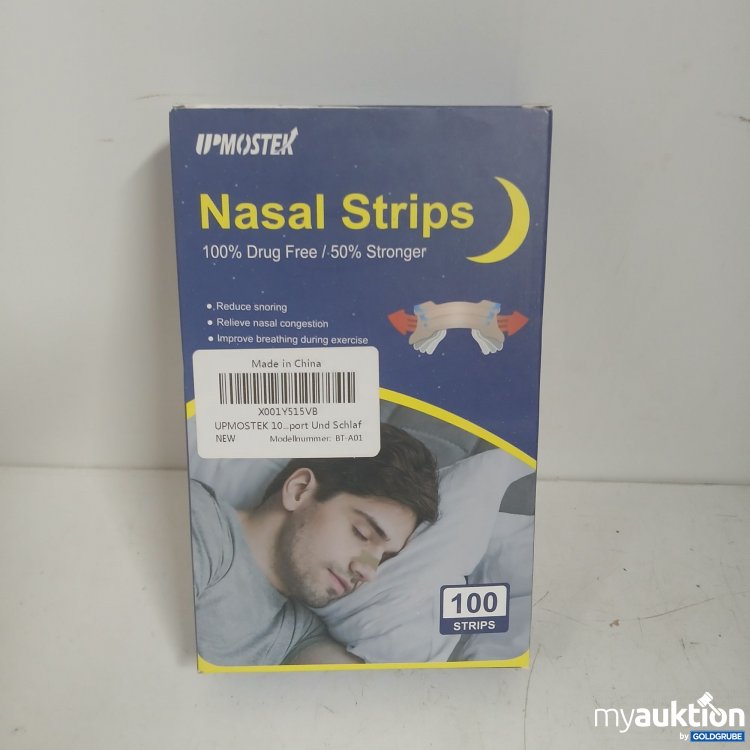 UPMOSTEK
Nasal Strips
100% Drug Free / 50% Stronger
• Reduce snoring
• Relieve nasal congestion
• Improve breathing during exercise
Made in China
X001Y515VB
UPMOSTEK 10...port Und Schlaf
NEW Modellnummer: BT-A01
100
STRIPS
myauktion
by GOLDGRUBE